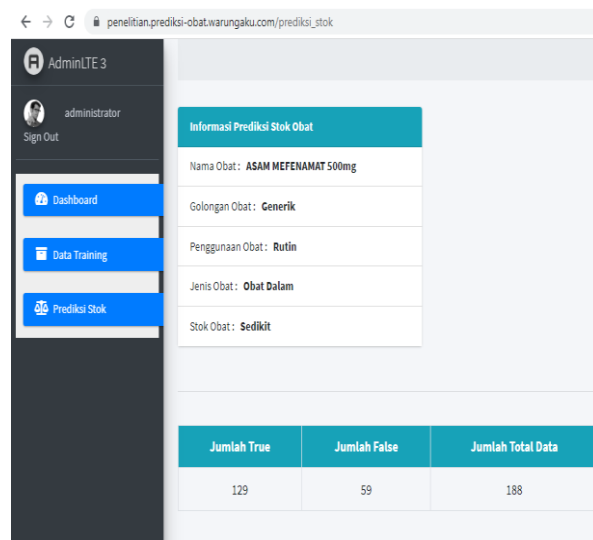 penelitian.prediksi-obat.warungaku.com/prediksi_stok
AdminLTE 3
administrator
Sign Out
Dashboard
Data Training
Prediksi Stok
Informasi Prediksi Stok Obat
Nama Obat : ASAM MEFENAMAT 500mg
Golongan Obat : Generik
Penggunaan Obat : Rutin
Jenis Obat : Obat Dalam
Stok Obat : Sedikit
Jumlah True Jumlah False Jumlah Total Data
129 59 188